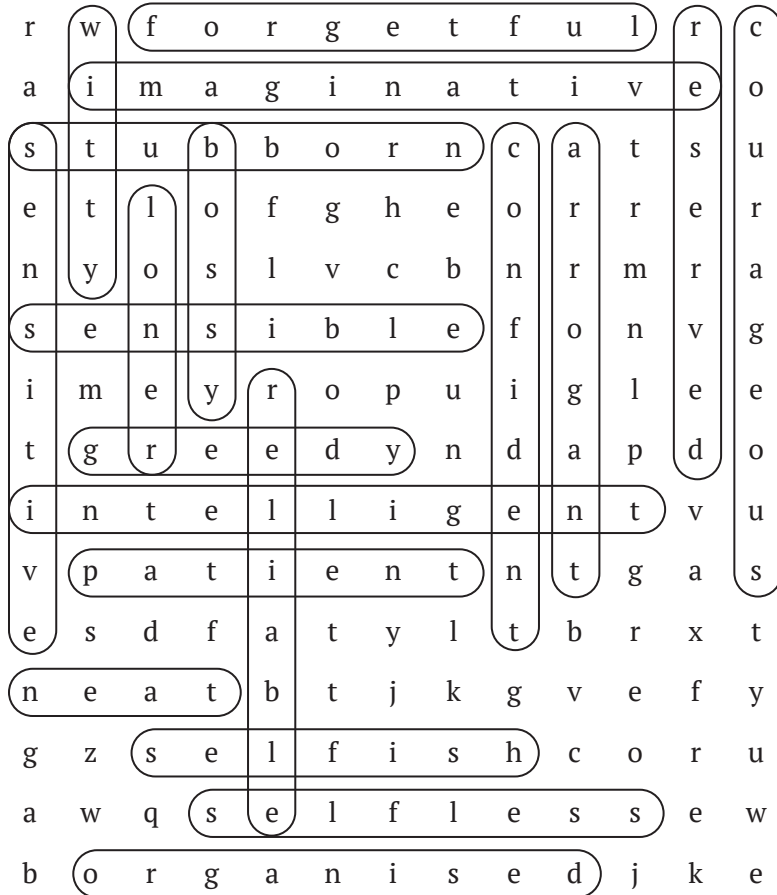 r w f o r g e t f u l r c
a i m a g i n a t i v e o
s t u b b o r n c a t s u
e t l o f g h e o r r e r
n y o s l v c b n r m r a
s e n s i b l e f o n v g
i m e y r o p u i g l e e
t g r e e d y n d a p d o
i n t e l l i g e n t v u
v p a t i e n t n t g a s
e s d f a t y l t b r x t
n e a t b t j k g v e f y
g z s e l f i s h c o r u
a w q s e l f l e s s e w
b o r g a n i s e d j k e